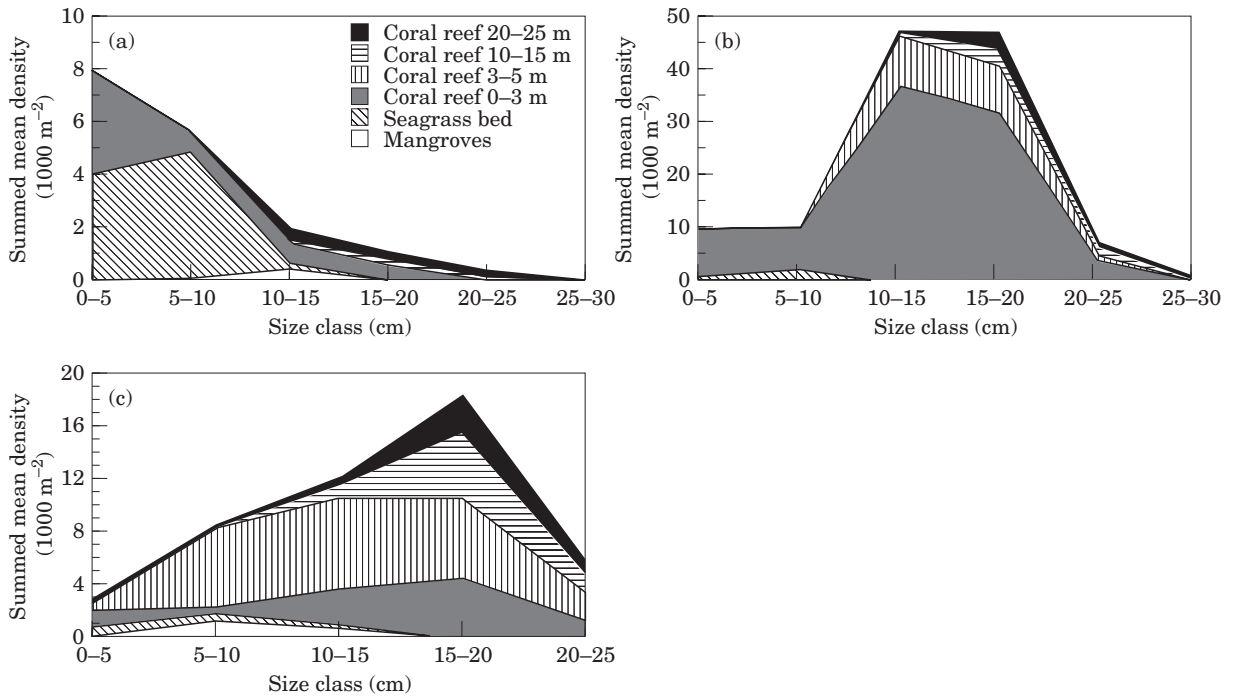 10
8
6
4
2
0
Summed mean density
(1000 m⁻²)
(a)
Coral reef 20–25 m
Coral reef 10–15 m
Coral reef 3–5 m
Coral reef 0–3 m
Seagrass bed
Mangroves
0–5 5–10 10–15 15–20 20–25 25–30
Size class (cm)
50
40
30
20
10
0
Summed mean density
(1000 m⁻²)
(b)
0–5 5–10 10–15 15–20 20–25 25–30
Size class (cm)
20
16
12
8
4
0
Summed mean density
(1000 m⁻²)
(c)
0–5 5–10 10–15 15–20 20–25
Size class (cm)